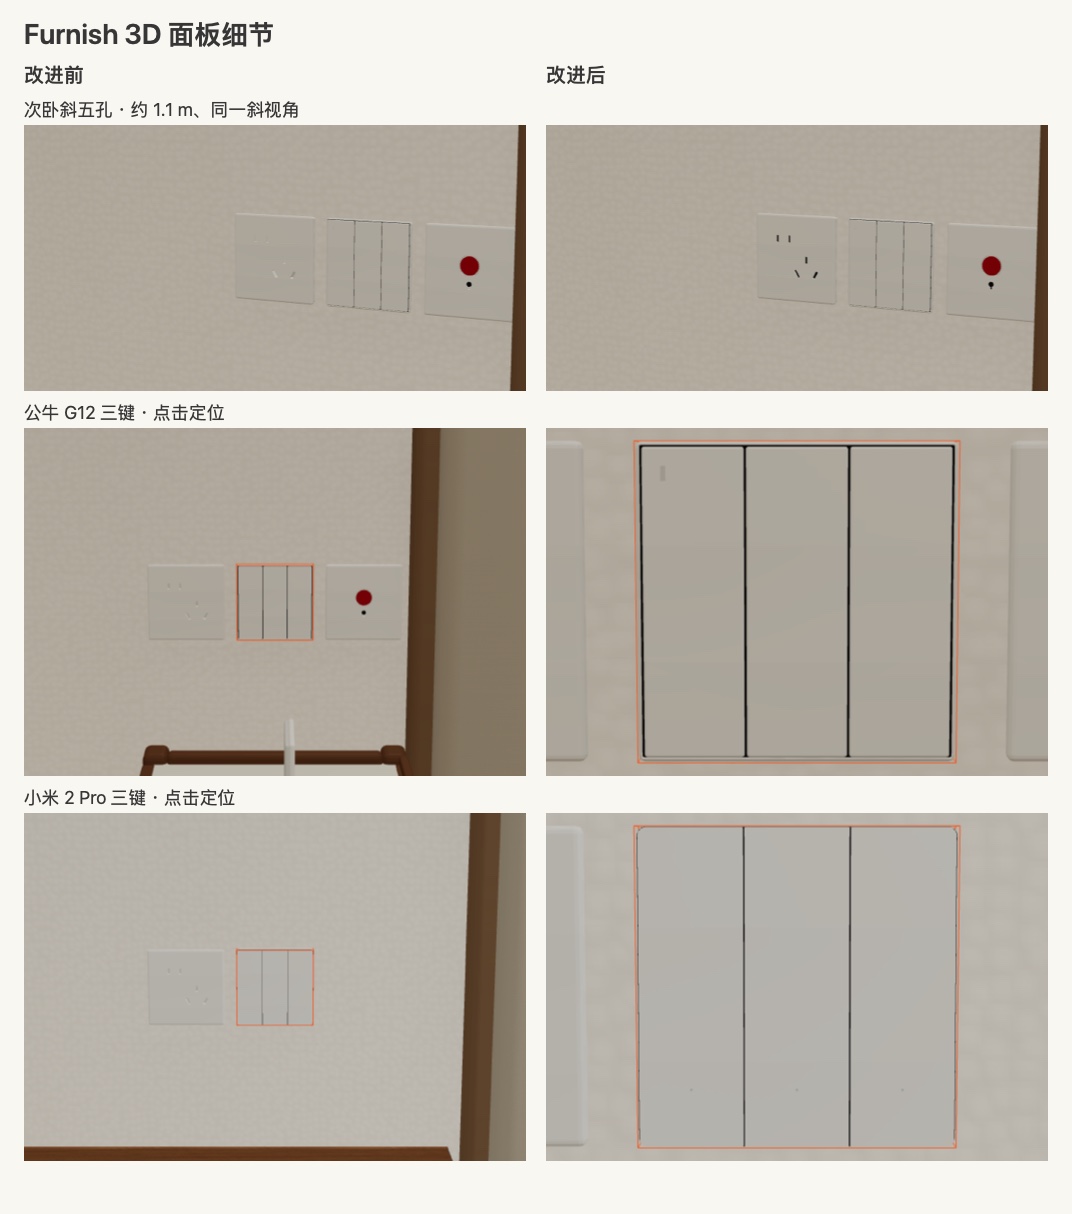 Furnish 3D 面板细节
改进前
改进后
次卧斜五孔 · 约 1.1 m、同一斜视角
公牛 G12 三键 · 点击定位
小米 2 Pro 三键 · 点击定位